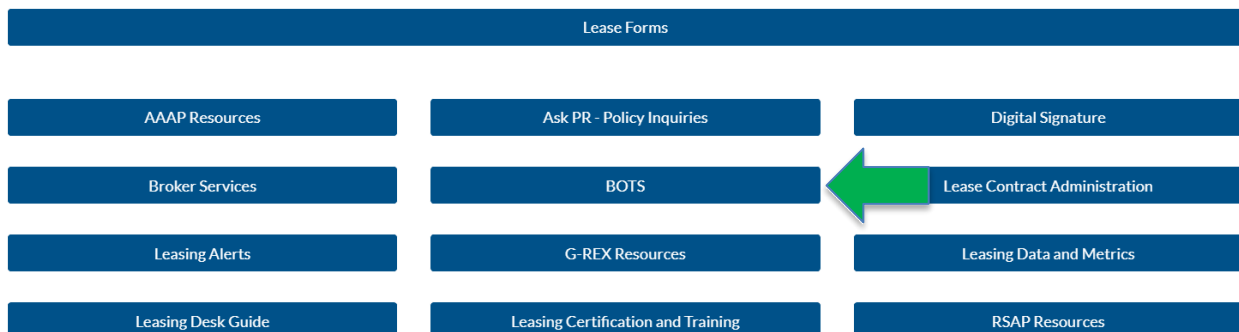 Lease Forms
AAAP Resources
Ask PR - Policy Inquiries
Digital Signature
Broker Services
BOTS
Lease Contract Administration
Leasing Alerts
G-REX Resources
Leasing Data and Metrics
Leasing Desk Guide
Leasing Certification and Training
RSAP Resources